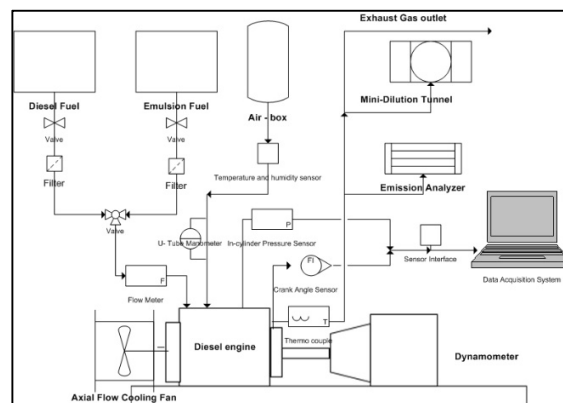 Exhaust Gas outlet
Diesel Fuel
Emulsion Fuel
Air - box
Mini-Dilution Tunnel
Valve
Valve
Filter
Filter
Temperature and humidity sensor
Emission Analyzer
Valve
U- Tube Manometer
P
In-cylinder Pressure Sensor
Sensor Interface
Data Acquisition System
FI
Crank Angle Sensor
F
Flow Meter
T
Thermo couple
Diesel engine
Dynamometer
Axial Flow Cooling Fan